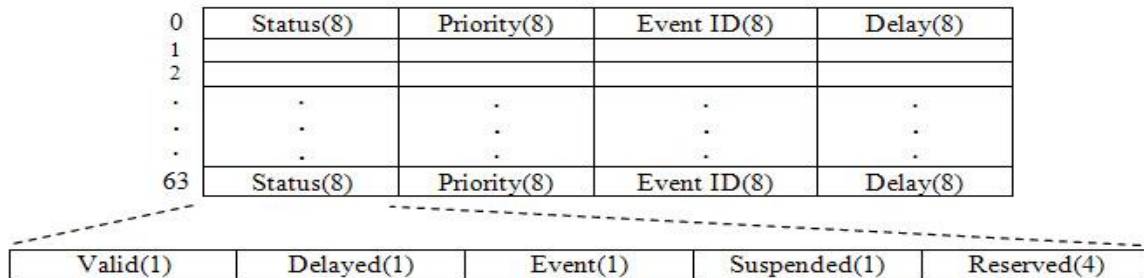 0 Status(8) Priority(8) Event ID(8) Delay(8)
1
2
. . . . .
. . . . .
. . . . .
63 Status(8) Priority(8) Event ID(8) Delay(8)
Valid(1) Delayed(1) Event(1) Suspended(1) Reserved(4)